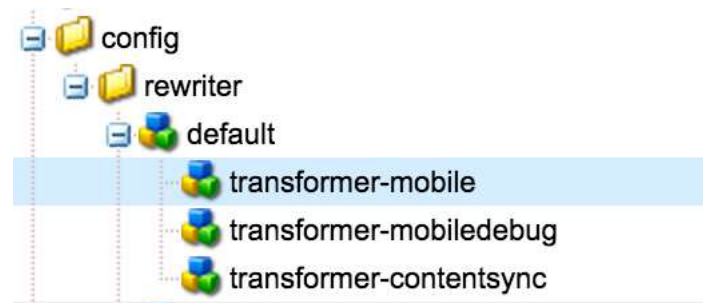 config
rewriter
default
transformer-mobile
transformer-mobiledebug
transformer-contentsync